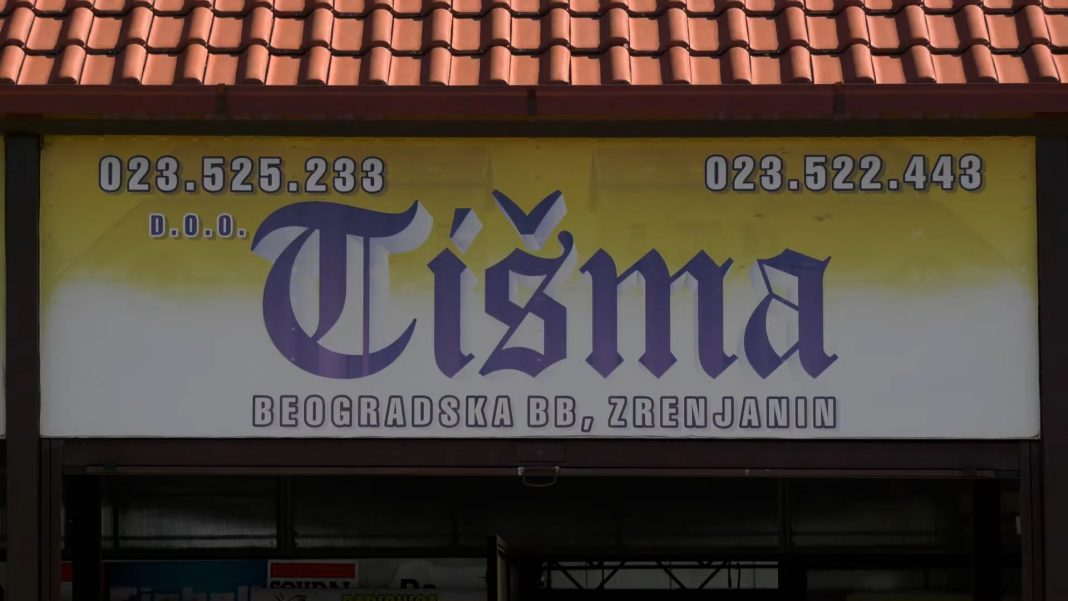 023.525.233 023.522.443
D.O.O.
Tišma
BEOGRADSKA BB, ZRENJANIN
SOUDAL